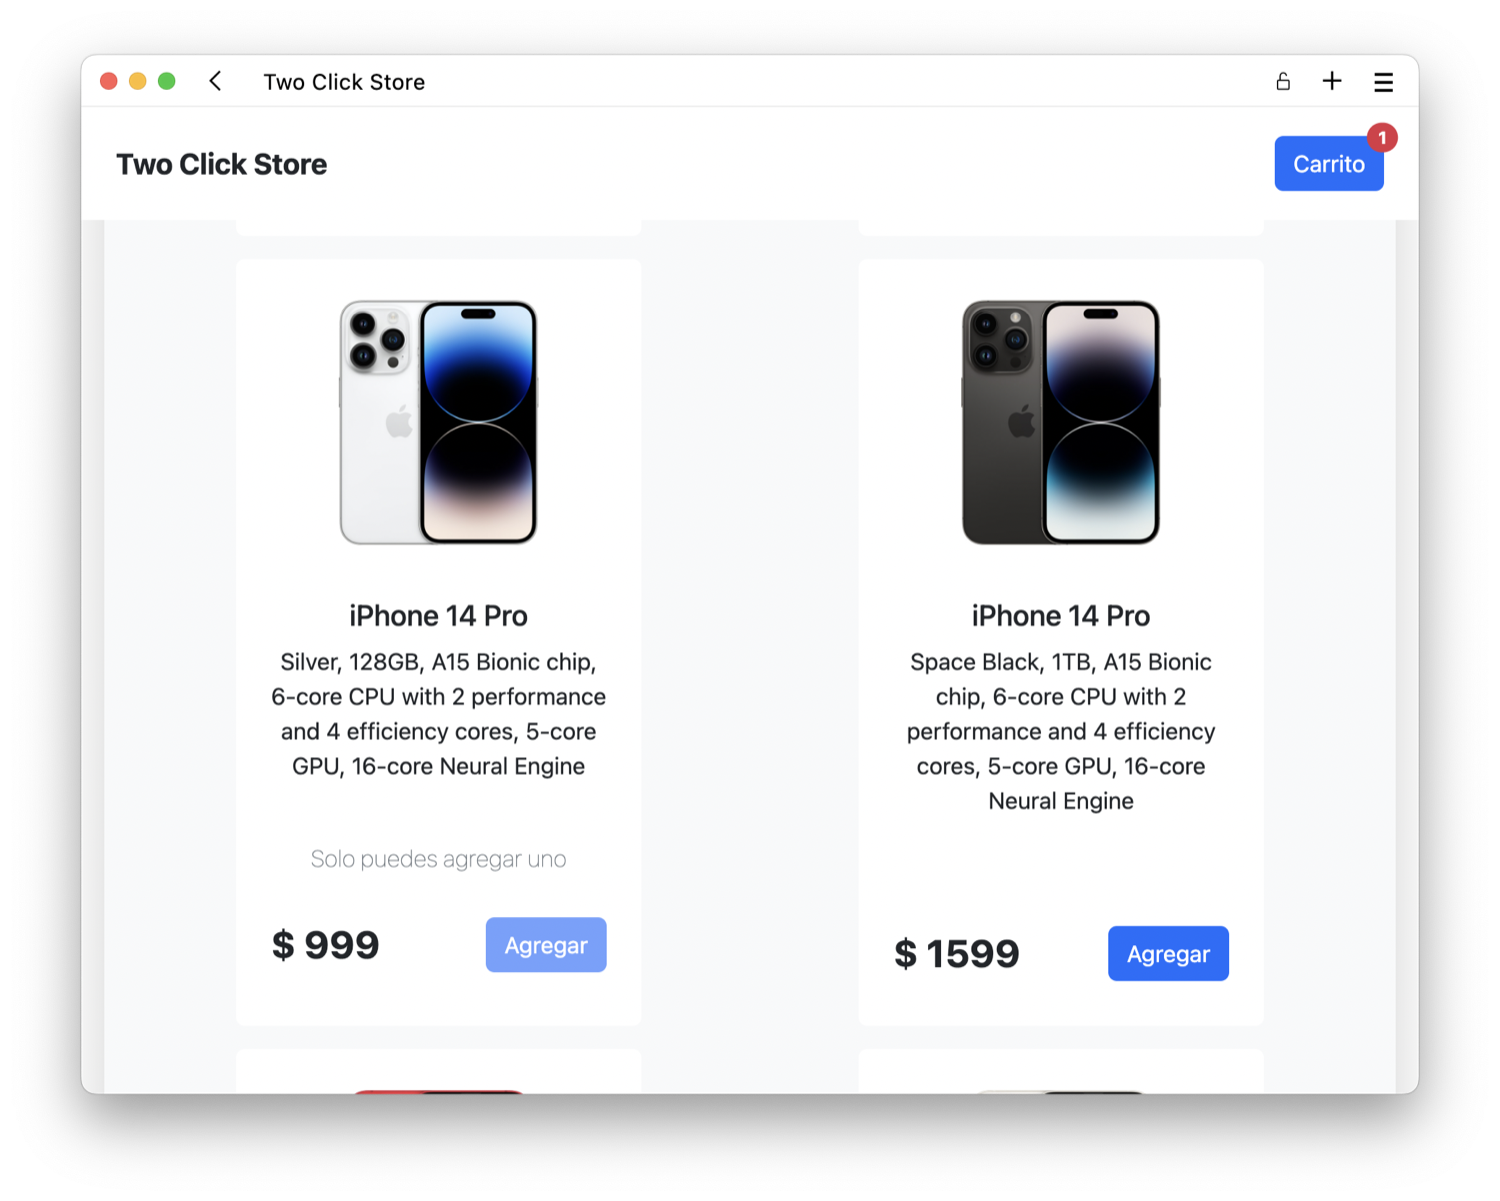 Two Click Store
Two Click Store
Carrito
1
iPhone 14 Pro
Silver, 128GB, A15 Bionic chip,
6-core CPU with 2 performance
and 4 efficiency cores, 5-core
GPU, 16-core Neural Engine
Solo puedes agregar uno
$ 999
Agregar
iPhone 14 Pro
Space Black, 1TB, A15 Bionic
chip, 6-core CPU with 2
performance and 4 efficiency
cores, 5-core GPU, 16-core
Neural Engine
$ 1599
Agregar